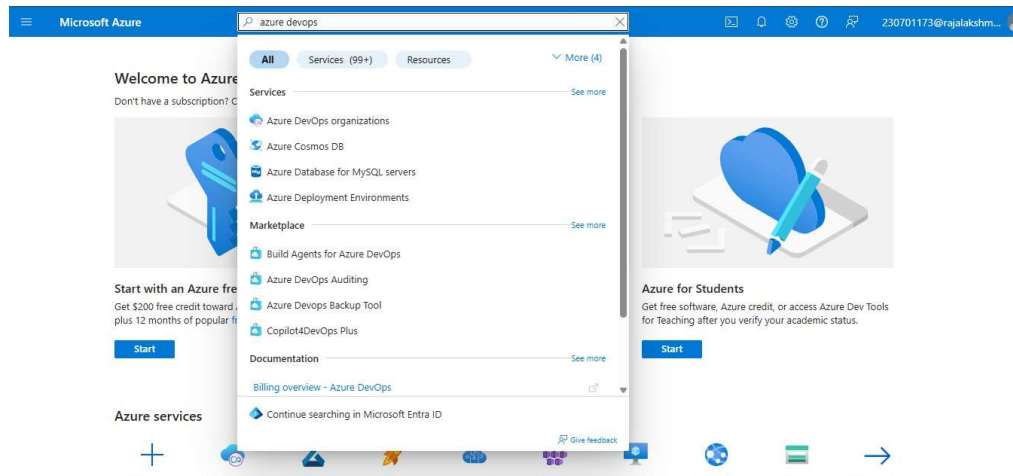 Microsoft Azure
azure devops
230701173@rajalakshm...
All
Services (99+)
Resources
More (4)
Services
See more
Azure DevOps organizations
Azure Cosmos DB
Azure Database for MySQL servers
Azure Deployment Environments
Marketplace
See more
Build Agents for Azure DevOps
Azure DevOps Auditing
Azure Devops Backup Tool
Copilot4DevOps Plus
Documentation
See more
Billing overview - Azure DevOps
Continue searching in Microsoft Entra ID
Give feedback
Welcome to Azure
Don't have a subscription? C
Start with an Azure fre
Get $200 free credit toward
plus 12 months of popular fr
Start
Azure for Students
Get free software, Azure credit, or access Azure Dev Tools
for Teaching after you verify your academic status.
Start
Azure services